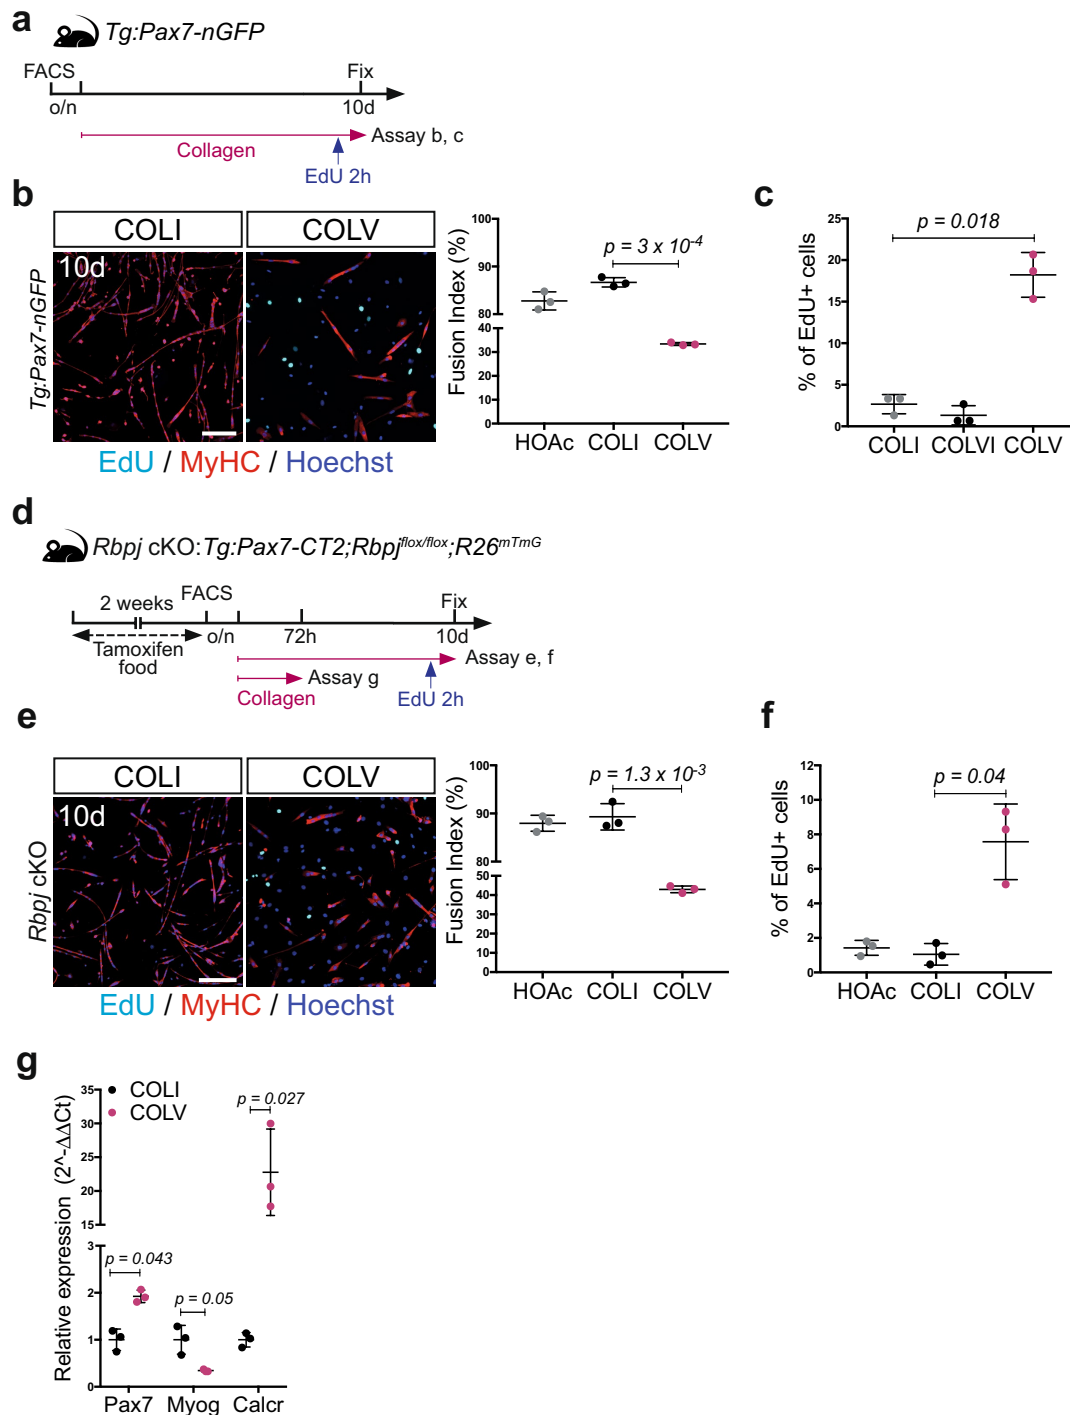 a
Tg:Pax7-nGFP
FACS
Fix
o/n
10d
Collagen
Assay b, c
EdU 2h
b
COLI
COLV
10d
Tg:Pax7-nGFP
EdU / MyHC / Hoechst
Fusion Index (%)
100
90
80
40
30
20
10
0
p = 3 x 10-4
HOAc COLI COLV
c
% of EdU+ cells
25
20
15
10
5
0
p = 0.018
COLI COLVI COLV
d
Rbpj cKO: Tg:Pax7-CT2;Rbpjflox/flox;R26mTmG
2 weeks
FACS
Fix
Tamoxifen
food
o/n
72h
10d
Assay e, f
Assay g
Collagen
EdU 2h
e
COLI
COLV
10d
Rbpj cKO
EdU / MyHC / Hoechst
Fusion Index (%)
100
90
80
50
40
30
20
10
0
p = 1.3 x 10-3
HOAc COLI COLV
f
% of EdU+ cells
12
10
8
6
4
2
0
p = 0.04
HOAc COLI COLV
g
Relative expression (2^-ΔΔCt)
COLI
COLV
35
30
25
20
15
3
2
1
0
p = 0.027
p = 0.043
p = 0.05
Pax7 Myog Calcr